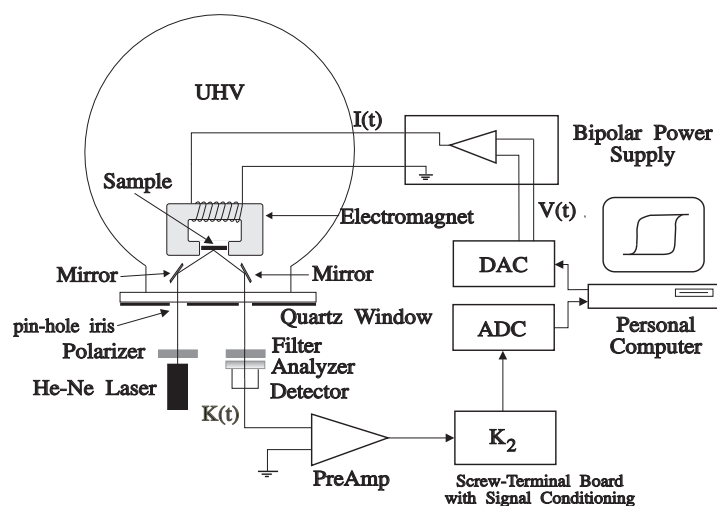 UHV
I(t)
Bipolar Power
Supply
Sample
Electromagnet
V(t)
Mirror
Mirror
DAC
pin-hole iris
Quartz Window
ADC
Personal
Computer
Polarizer
Filter
Analyzer
Detector
He-Ne Laser
K(t)
PreAmp
K2
Screw-Terminal Board
with Signal Conditioning